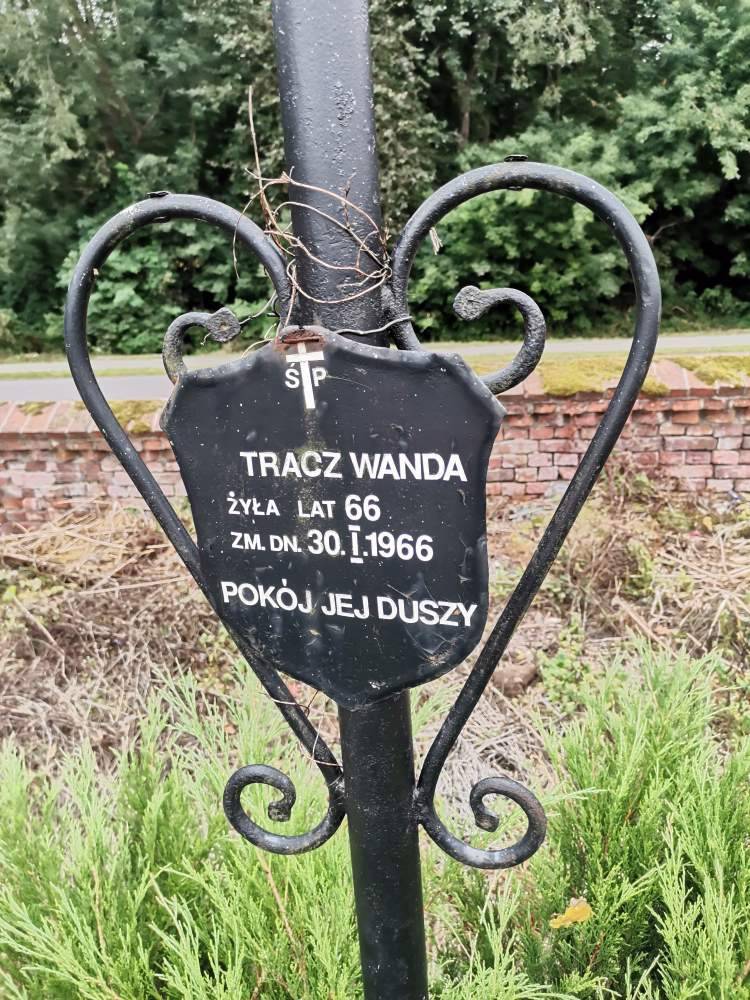 ŚP
TRACZ WANDA
ŻYŁA LAT 66
ZM. DN. 30.I.1966
POKÓJ JEJ DUSZY